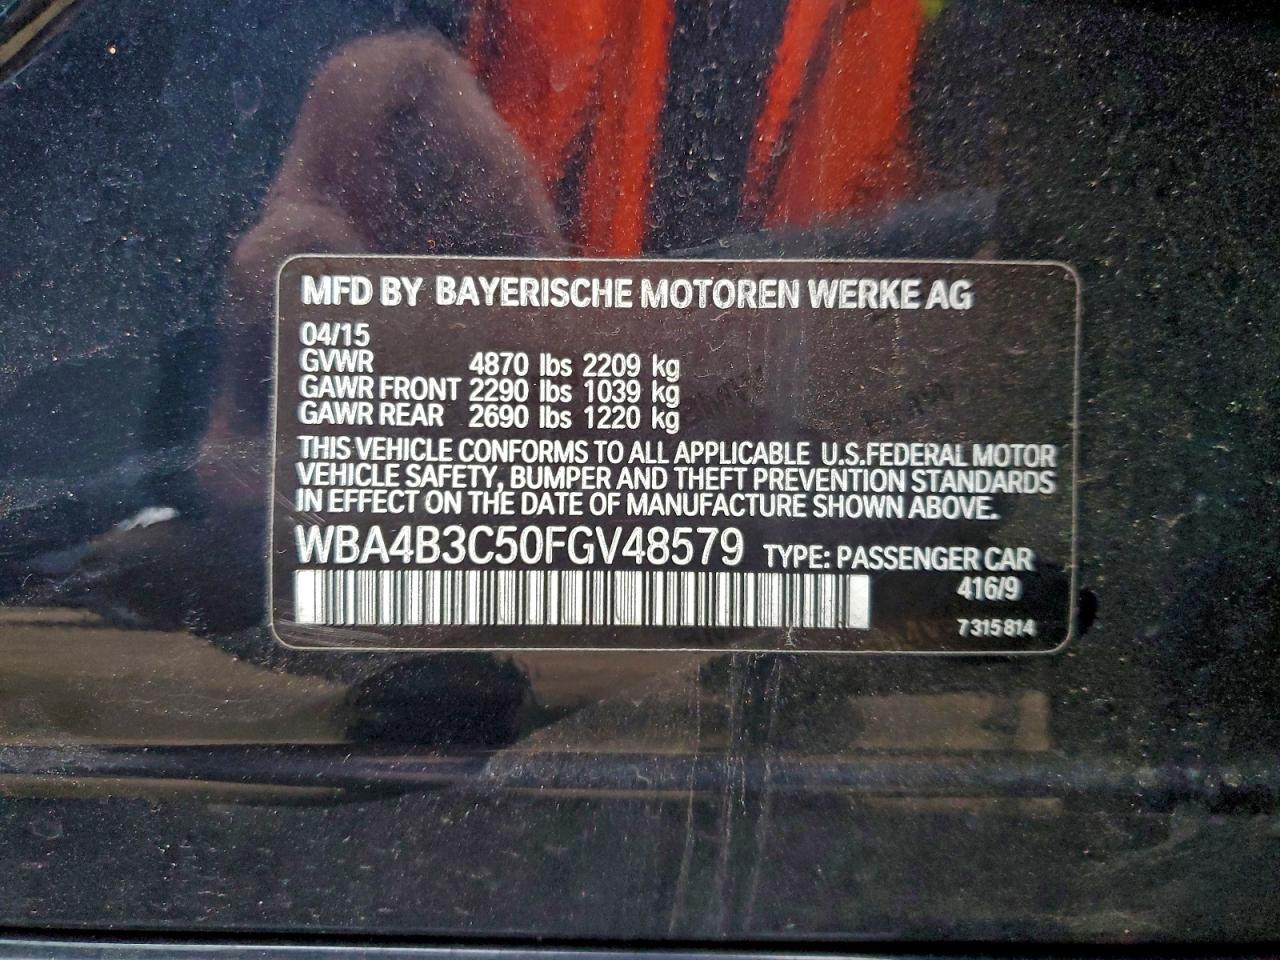 MFD BY BAYERISCHE MOTOREN WERKE AG
04/15
GVWR 4870 lbs 2209 kg
GAWR FRONT 2290 lbs 1039 kg
GAWR REAR 2690 lbs 1220 kg
THIS VEHICLE CONFORMS TO ALL APPLICABLE U.S.FEDERAL MOTOR
VEHICLE SAFETY, BUMPER AND THEFT PREVENTION STANDARDS
IN EFFECT ON THE DATE OF MANUFACTURE SHOWN ABOVE.
WBA4B3C50FGV48579 TYPE: PASSENGER CAR
416/9
7 315 814